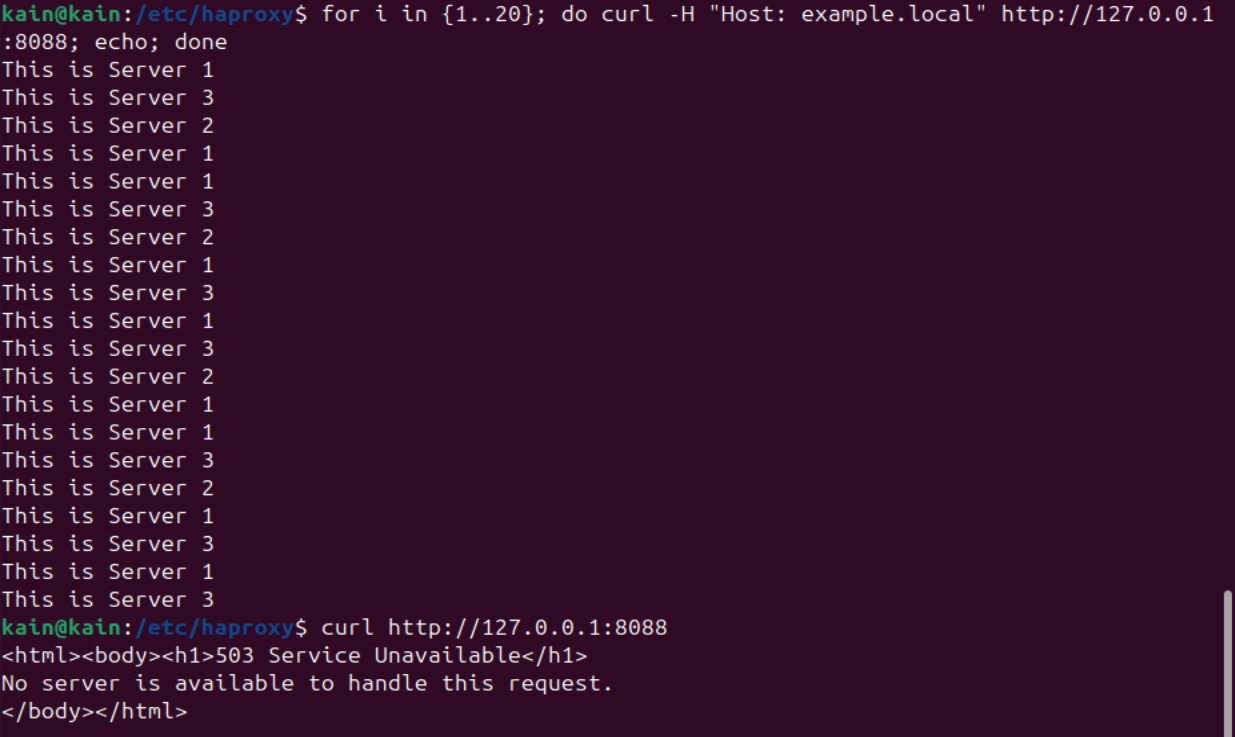 kain@kain:/etc/haproxy$ for i in {1..20}; do curl -H "Host: example.local" http://127.0.0.1
:8088; echo; done
This is Server 1
This is Server 3
This is Server 2
This is Server 1
This is Server 1
This is Server 3
This is Server 2
This is Server 1
This is Server 3
This is Server 1
This is Server 3
This is Server 2
This is Server 1
This is Server 1
This is Server 3
This is Server 2
This is Server 1
This is Server 3
This is Server 1
This is Server 3
kain@kain:/etc/haproxy$ curl http://127.0.0.1:8088
<html><body><h1>503 Service Unavailable</h1>
No server is available to handle this request.
</body></html>